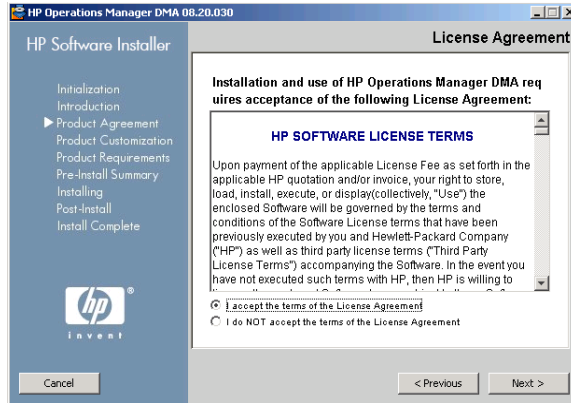 HP Operations Manager DMA 08.20.030
HP Software Installer
License Agreement
Initialization
Introduction
Product Agreement
Product Customization
Product Requirements
Pre-Install Summary
Installing
Post-Install
Install Complete
hp
®
invent
Installation and use of HP Operations Manager DMA req
uires acceptance of the following License Agreement:
HP SOFTWARE LICENSE TERMS
Upon payment of the applicable License Fee as set forth in the
applicable HP quotation and/or invoice, your right to store,
load, install, execute, or display(collectively, "Use") the
enclosed Software will be governed by the terms and
conditions of the Software License terms that have been
previously executed by you and Hewlett-Packard Company
("HP") as well as third party license terms ("Third Party
License Terms") accompanying the Software. In the event you
have not executed such terms with HP, then HP is willing to
I accept the terms of the License Agreement
I do NOT accept the terms of the License Agreement
Cancel
< Previous
Next >